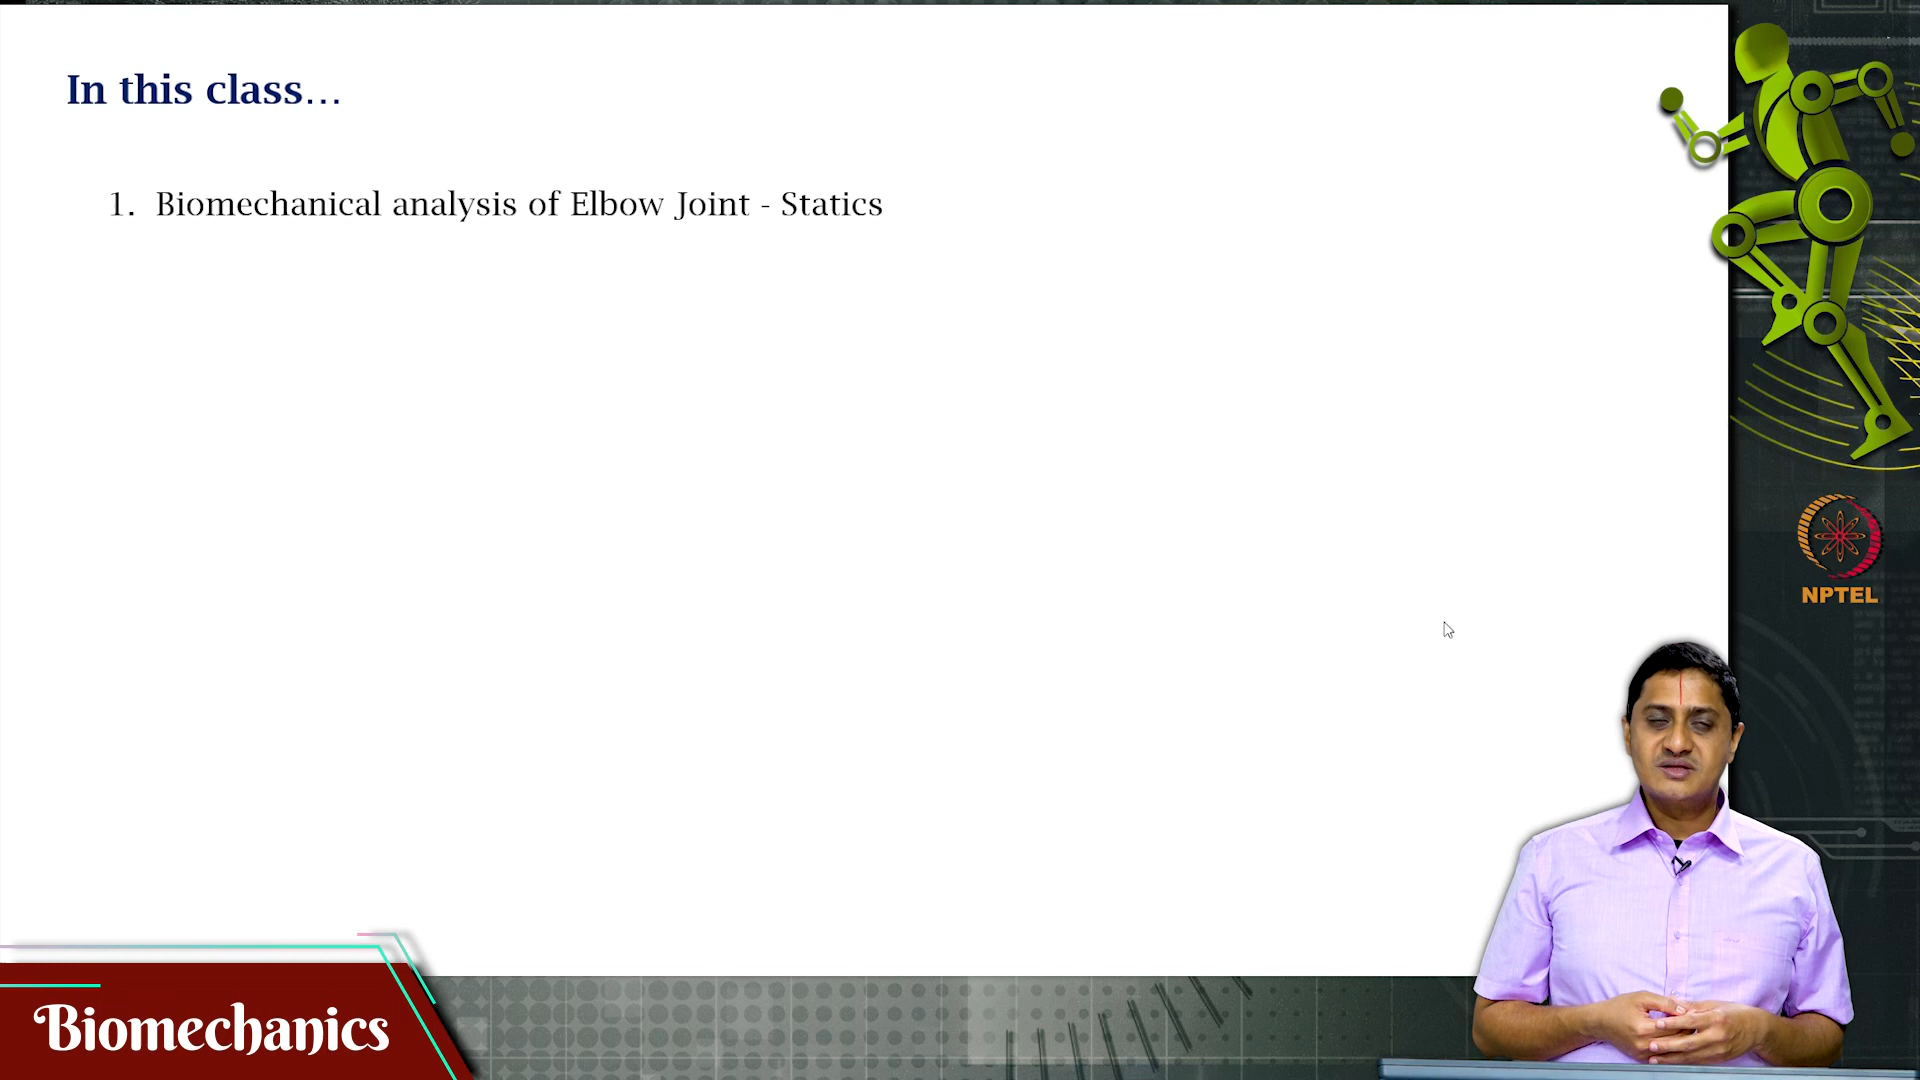 In this class...
1. Biomechanical analysis of Elbow Joint - Statics
NPTEL
Biomechanics